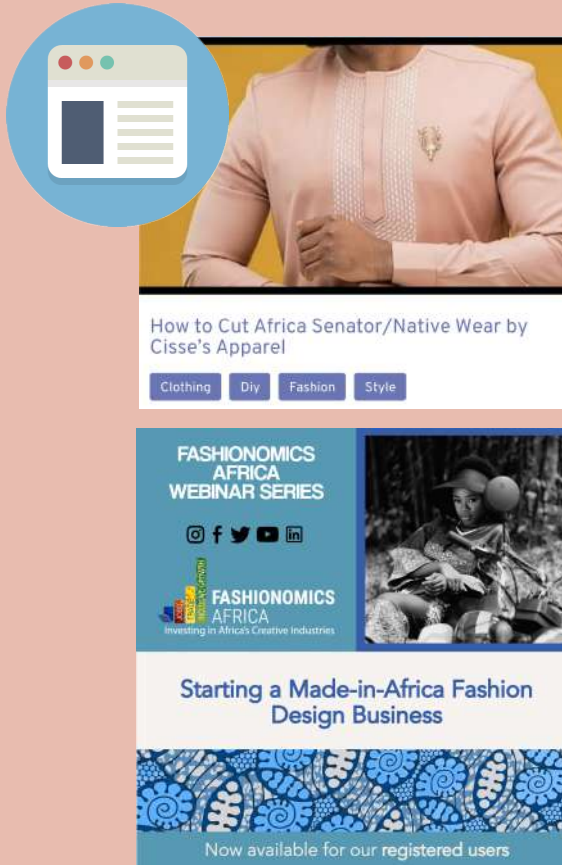 How to Cut Africa Senator/Native Wear by
Cisse's Apparel
Clothing
Diy
Fashion
Style
FASHIONOMICS
AFRICA
WEBINAR SERIES
FASHIONOMICS
AFRICA
Investing in Africa's Creative Industries
Starting a Made-in-Africa Fashion
Design Business
Now available for our registered users